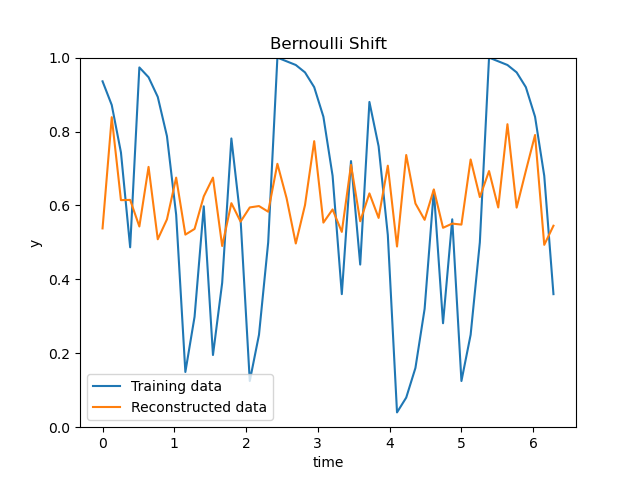 Bernoulli Shift
1.0
0.8
0.6
0.4
0.2
0.0
y
Training data
Reconstructed data
0 1 2 3 4 5 6
time